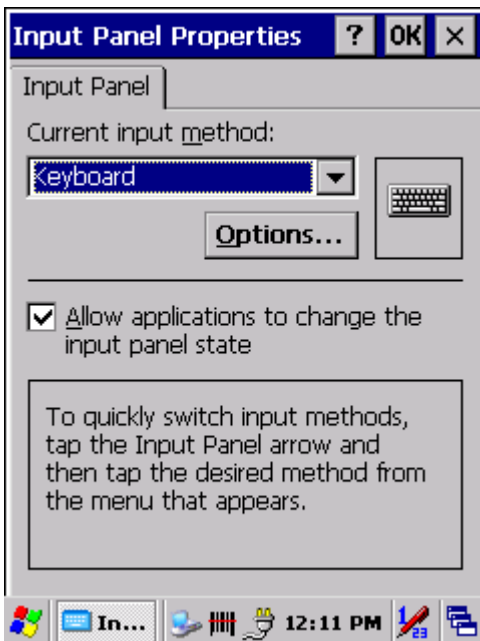 Input Panel Properties ? OK ×
Input Panel
Current input method:
Keyboard
Options...
Allow applications to change the
input panel state
To quickly switch input methods,
tap the Input Panel arrow and
then tap the desired method from
the menu that appears.
In... 12:11 PM 1 23